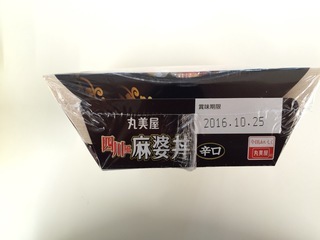 賞味期限
2016.10.25
丸美屋
四川風 麻婆丼 辛口
丸美屋